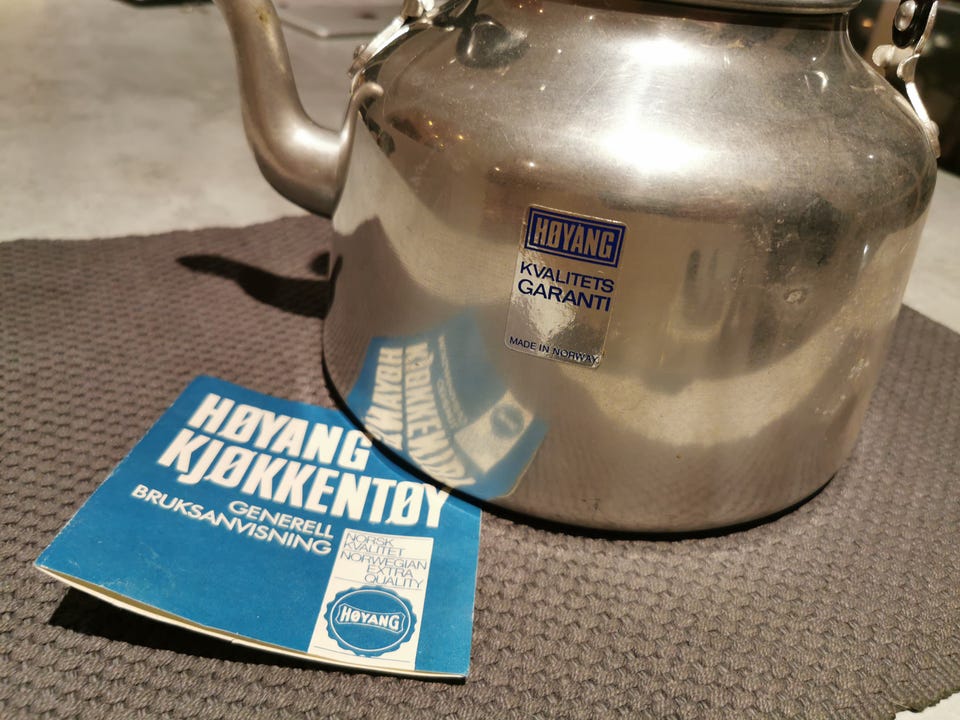 HØYANG
KVALITETS
GARANTI
MADE IN NORWAY
HØYANG
KJØKKENTØY
GENERELL
BRUKSANVISNING
NORSK
KVALITET
NORWEGIAN
EXTRA
QUALITY
HØYANG